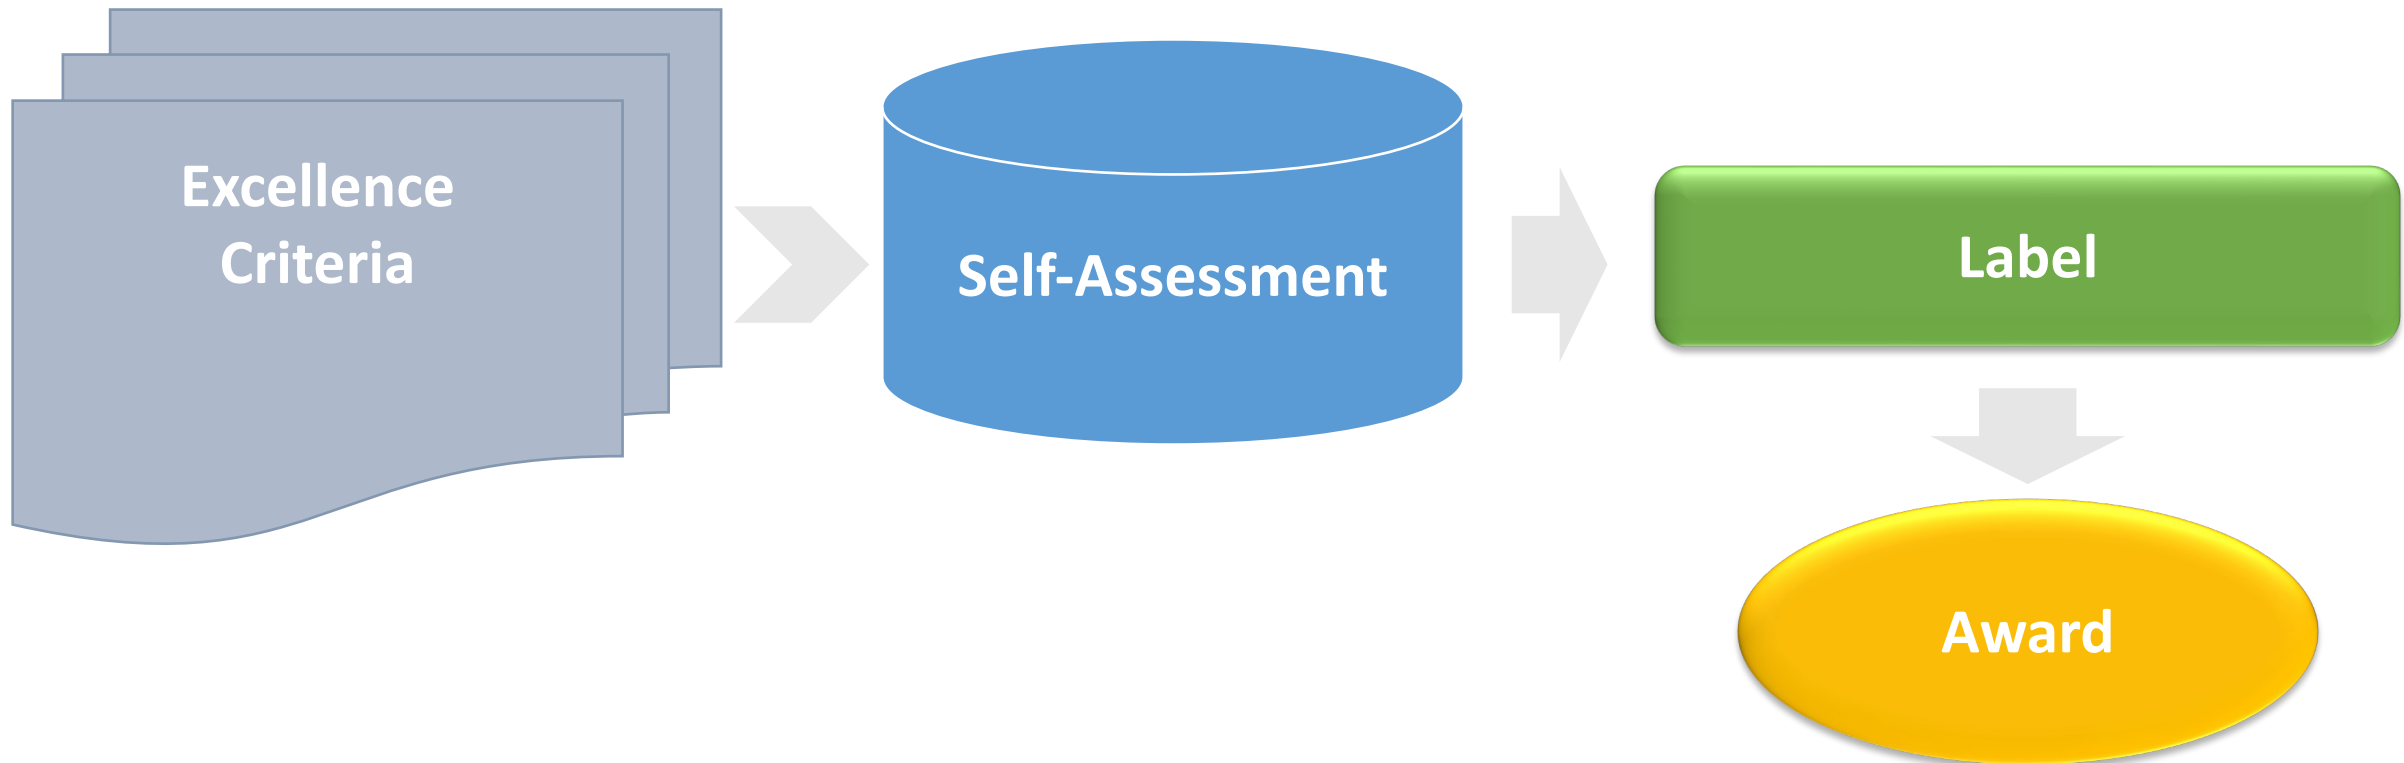 Excellence
Criteria
Self-Assessment
Label
Award